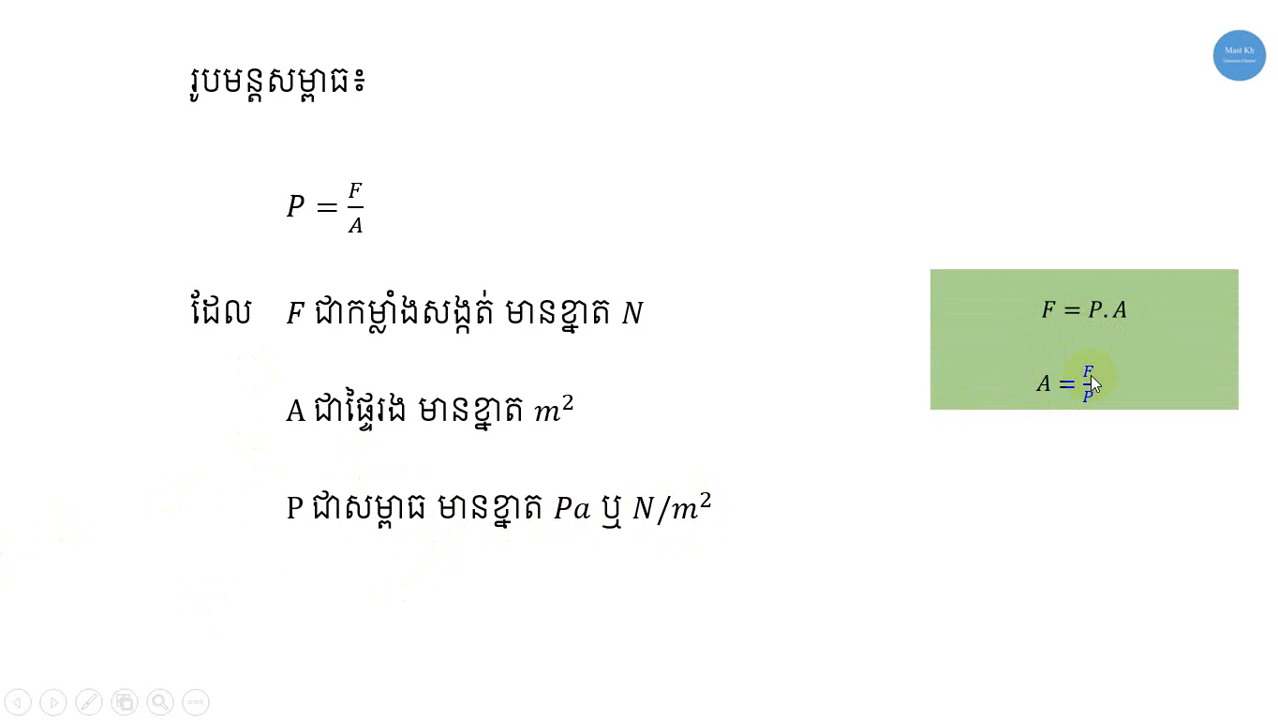 Mast Kh
រូបមន្តសម្ពាធ៖
P = F/A
ដែល F ជាកម្លាំងសង្កត់ មានខ្នាត N
A ជាផ្ទៃរង មានខ្នាត m²
P ជាសម្ពាធ មានខ្នាត Pa ឬ N/m²
F = P. A
A = F/P